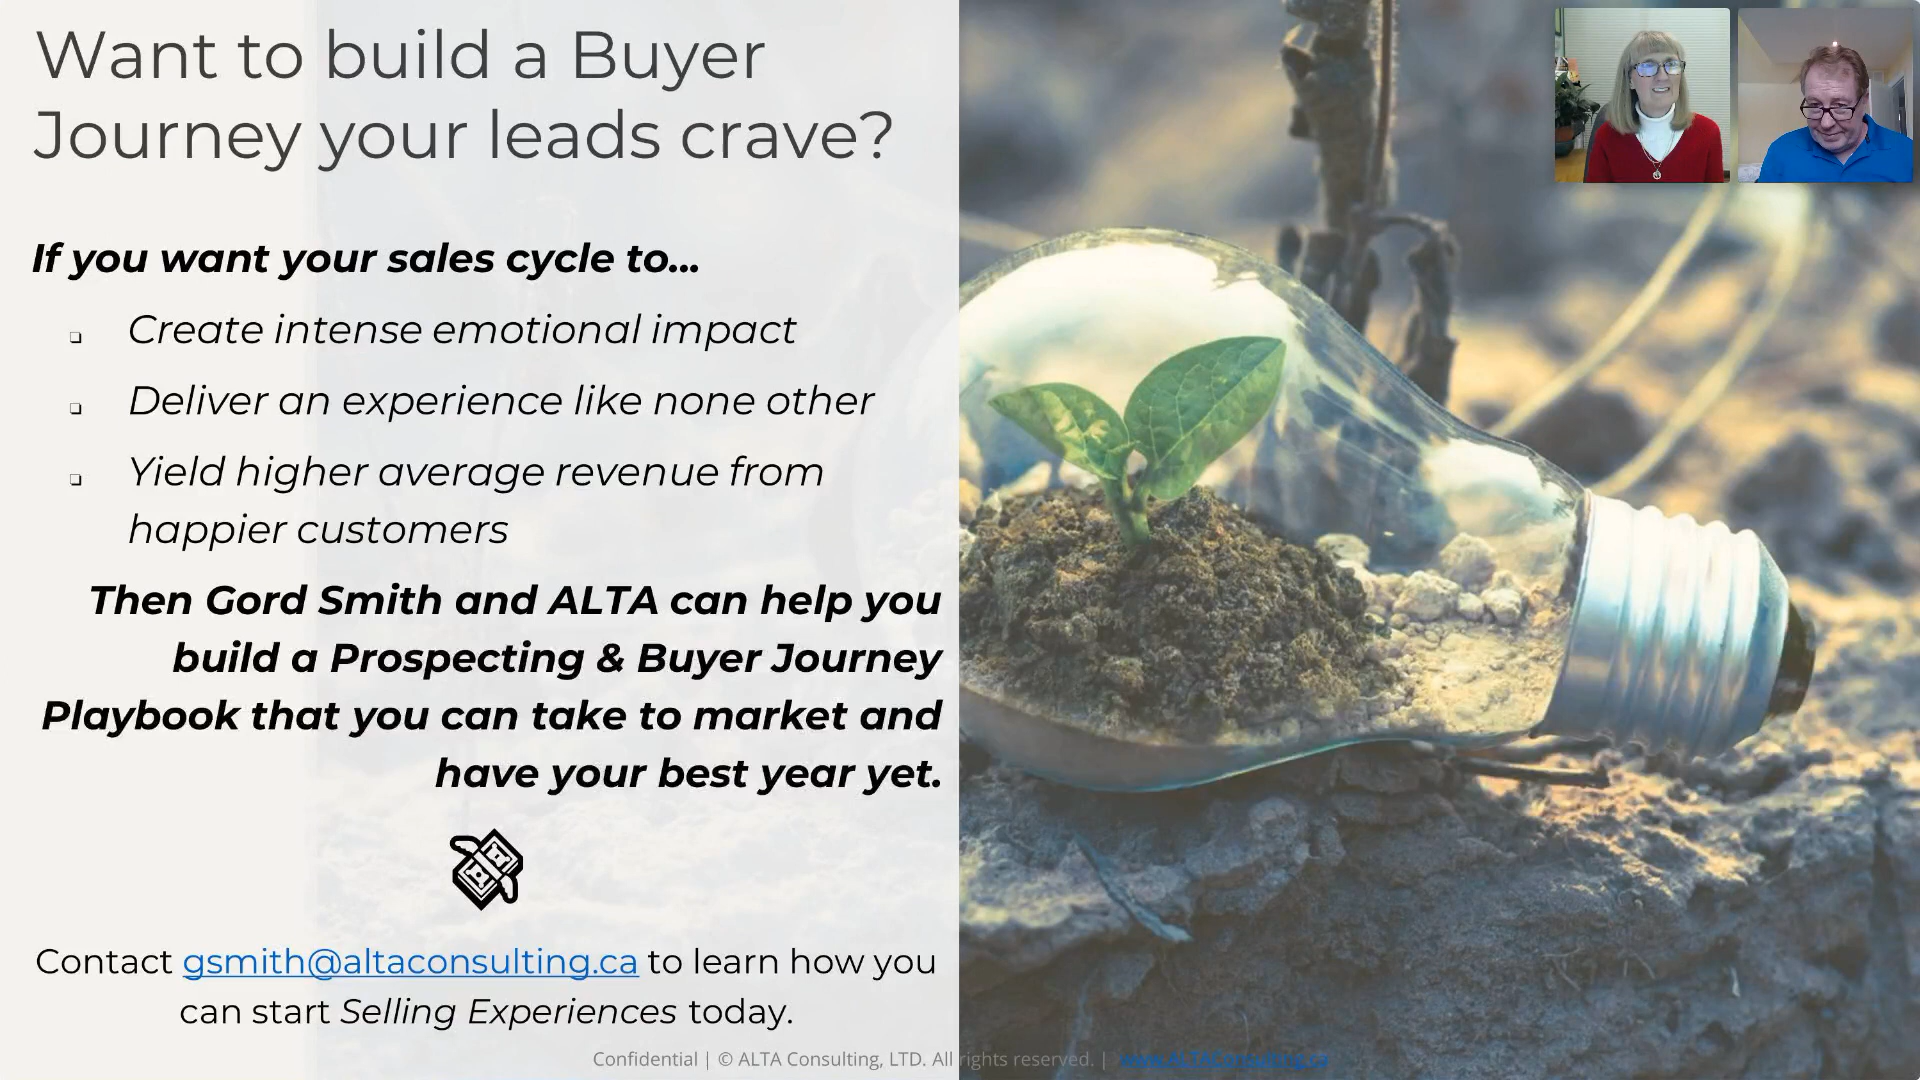 Want to build a Buyer
Journey your leads crave?
If you want your sales cycle to...
Create intense emotional impact
Deliver an experience like none other
Yield higher average revenue from
happier customers
Then Gord Smith and ALTA can help you
build a Prospecting & Buyer Journey
Playbook that you can take to market and
have your best year yet.
Contact gsmith@altaconsulting.ca to learn how you
can start Selling Experiences today.
Confidential | © ALTA Consulting, LTD. All rights reserved. | www.ALTAConsulting.ca